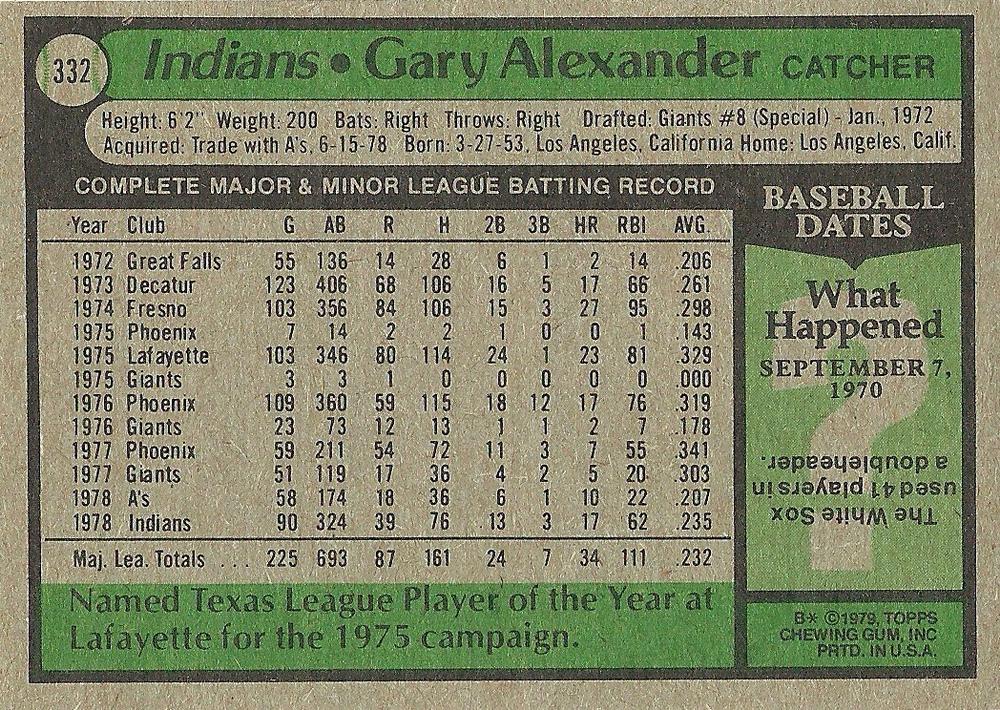 332
Indians • Gary Alexander CATCHER
Height: 6'2" Weight: 200 Bats: Right Throws: Right Drafted: Giants #8 (Special) - Jan., 1972
Acquired: Trade with A's, 6-15-78 Born: 3-27-53, Los Angeles, California Home: Los Angeles, Calif.
COMPLETE MAJOR & MINOR LEAGUE BATTING RECORD
Year Club G AB R H 2B 3B HR RBI AVG.
1972 Great Falls 55 136 14 28 6 1 2 14 .206
1973 Decatur 123 406 68 106 16 5 17 66 .261
1974 Fresno 103 356 84 106 15 3 27 95 .298
1975 Phoenix 7 14 2 2 1 0 0 1 .143
1975 Lafayette 103 346 80 114 24 1 23 81 .329
1975 Giants 3 3 1 0 0 0 0 0 .000
1976 Phoenix 109 360 59 115 18 12 17 76 .319
1976 Giants 23 73 12 13 1 1 2 7 .178
1977 Phoenix 59 211 54 72 11 3 7 55 .341
1977 Giants 51 119 17 36 4 2 5 20 .303
1978 A's 58 174 18 36 6 1 10 22 .207
1978 Indians 90 324 39 76 13 3 17 62 .235
Maj. Lea. Totals ... 225 693 87 161 24 7 34 111 .232
Named Texas League Player of the Year at
Lafayette for the 1975 campaign.
BASEBALL
DATES
What
Happened
SEPTEMBER 7,
1970
The White Sox
used 41 players in
a doubleheader.
B* ©1979, TOPPS
CHEWING GUM, INC
PRTD. IN U.S.A.